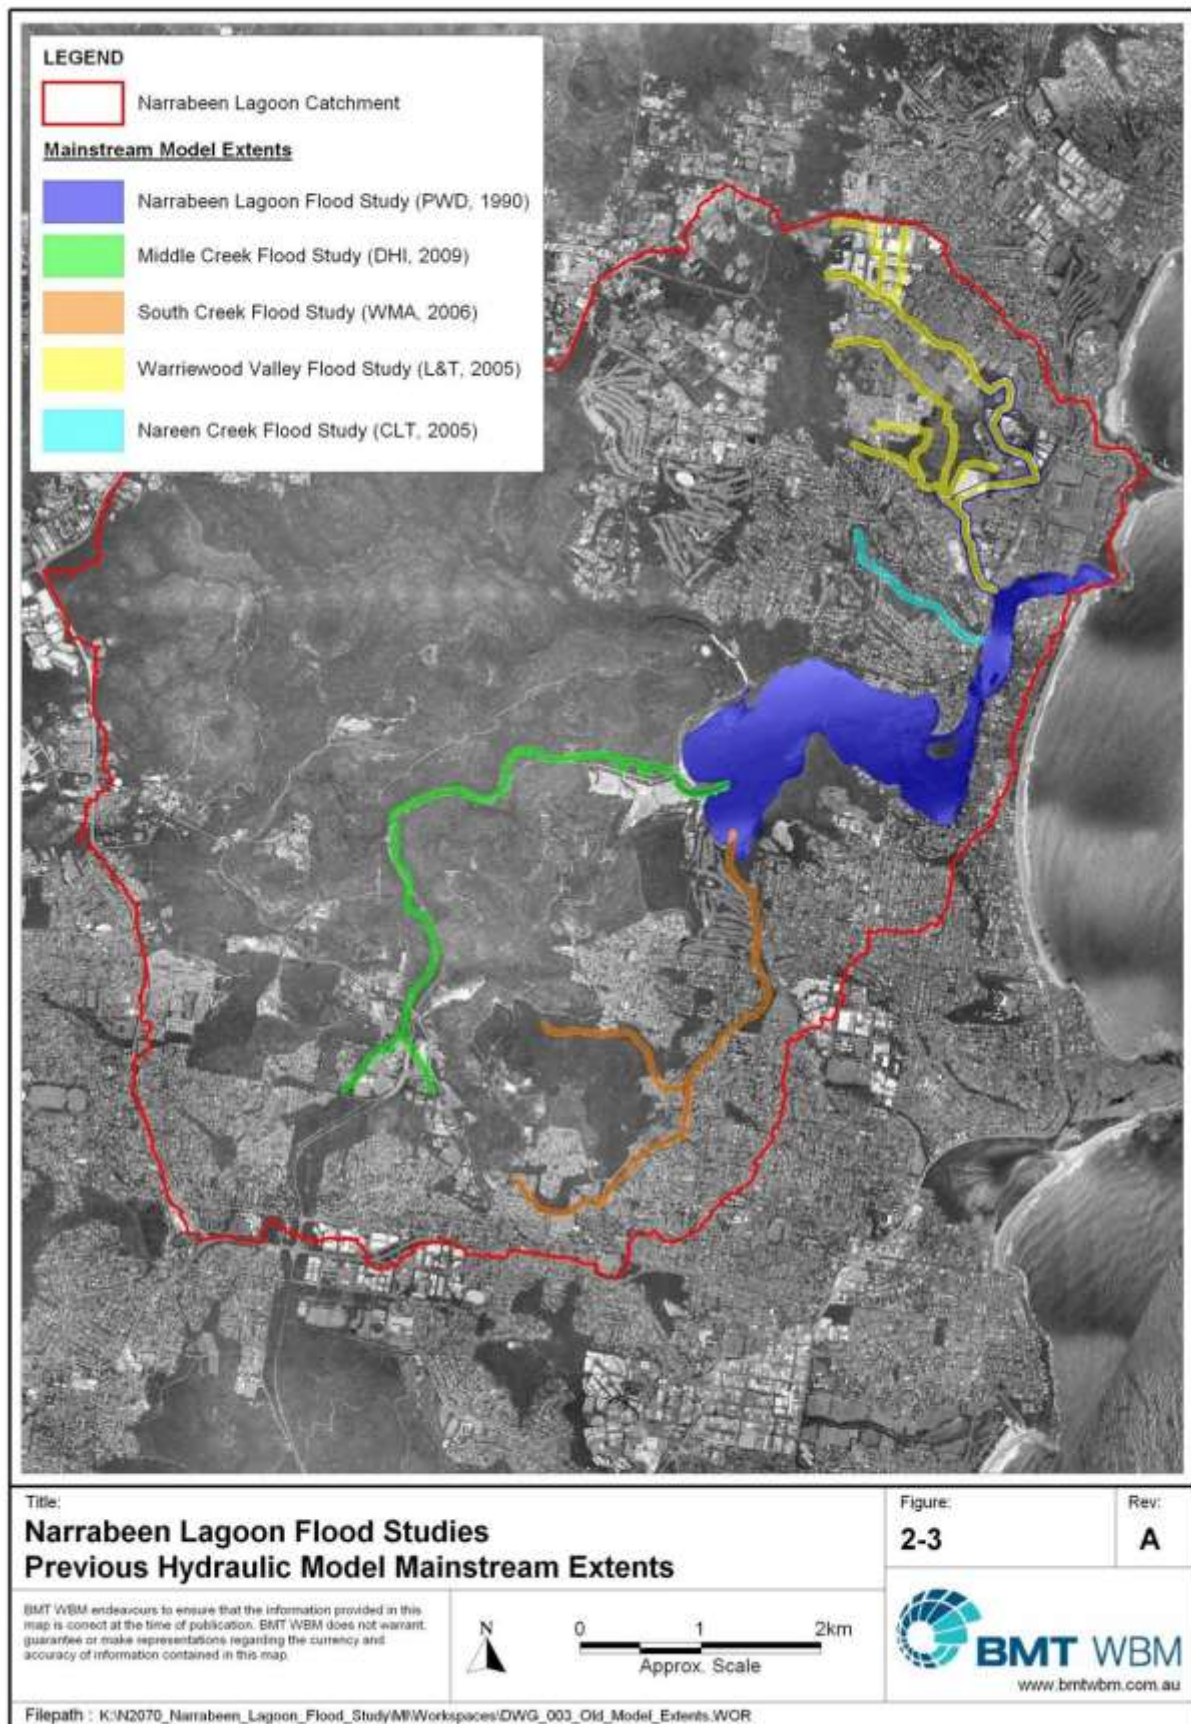 LEGEND
Narrabeen Lagoon Catchment
Mainstream Model Extents
Narrabeen Lagoon Flood Study (PWD, 1990)
Middle Creek Flood Study (DHI, 2009)
South Creek Flood Study (WMA, 2006)
Warriewood Valley Flood Study (L&T, 2005)
Nareen Creek Flood Study (CLT, 2005)
Title:
Narrabeen Lagoon Flood Studies
Previous Hydraulic Model Mainstream Extents
Figure:
2-3
Rev:
A
BMT WBM endeavours to ensure that the information provided in this
map is correct at the time of publication. BMT WBM does not warrant,
guarantee or make representations regarding the currency and
accuracy of information contained in this map.
N
0 1 2km
Approx. Scale
BMT WBM
www.bmtwbm.com.au
Filepath : K:\N2070_Narrabeen_Lagoon_Flood_Study\MI\Workspaces\DWG_003_Old_Model_Extents.WOR